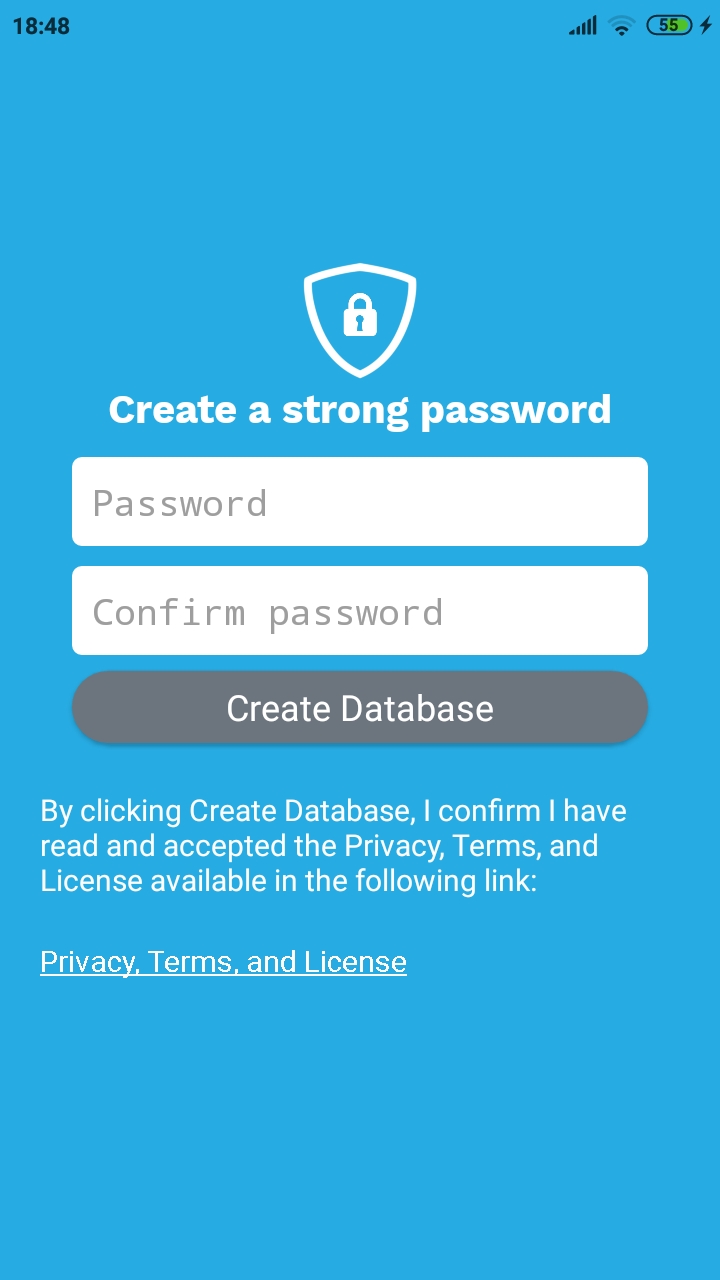 18:48
55
Create a strong password
Password
Confirm password
Create Database
By clicking Create Database, I confirm I have
read and accepted the Privacy, Terms, and
License available in the following link:
Privacy, Terms, and License